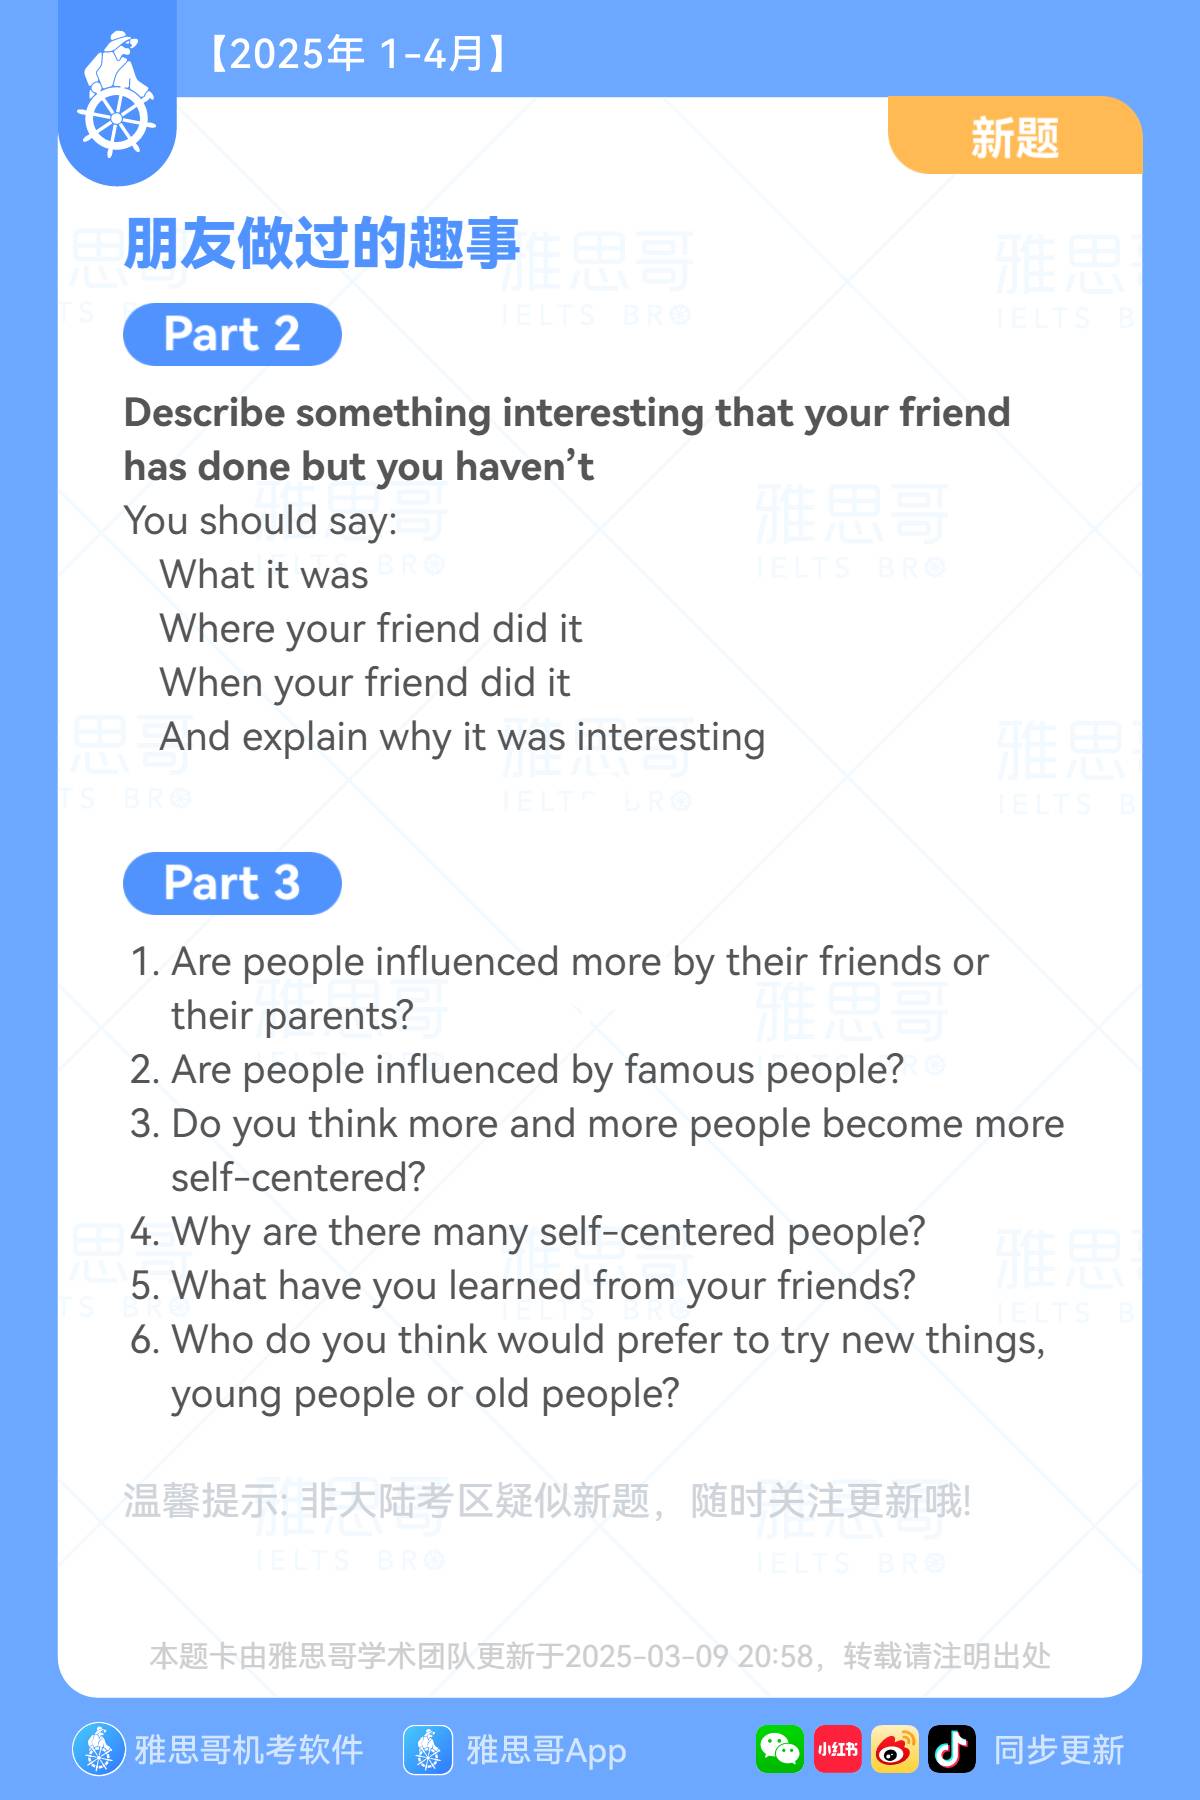 【2025年 1-4月】
新题
朋友做过的趣事
Part 2
Describe something interesting that your friend
has done but you haven't
You should say:
What it was
Where your friend did it
When your friend did it
And explain why it was interesting
Part 3
1. Are people influenced more by their friends or
their parents?
2. Are people influenced by famous people?
3. Do you think more and more people become more
self-centered?
4. Why are there many self-centered people?
5. What have you learned from your friends?
6. Who do you think would prefer to try new things,
young people or old people?
温馨提示: 非大陆考区疑似新题，随时关注更新哦!
本题卡由雅思哥学术团队更新于2025-03-09 20:58，转载请注明出处
雅思哥机考软件 雅思哥App 小红书 同步更新
雅思哥
IELTS BRO